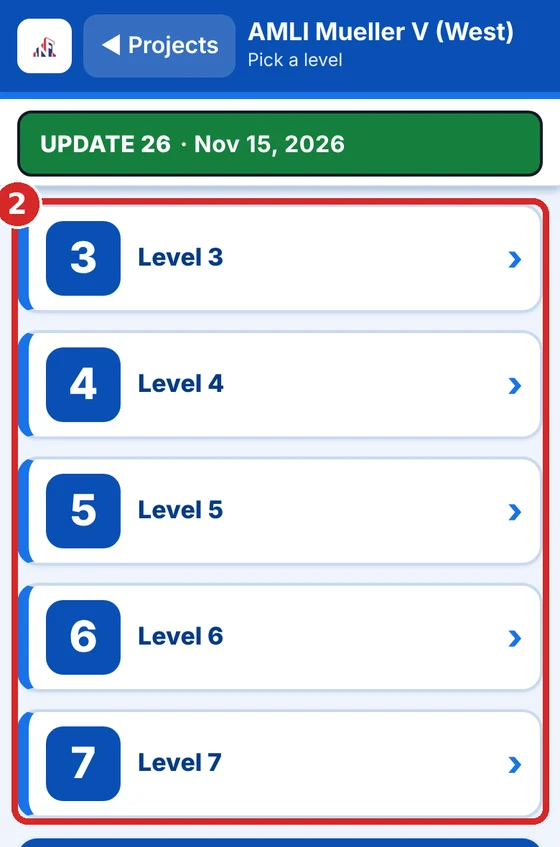 ◀ Projects
AMLI Mueller V (West)
Pick a level
UPDATE 26 · Nov 15, 2026
2
3 Level 3 ›
4 Level 4 ›
5 Level 5 ›
6 Level 6 ›
7 Level 7 ›